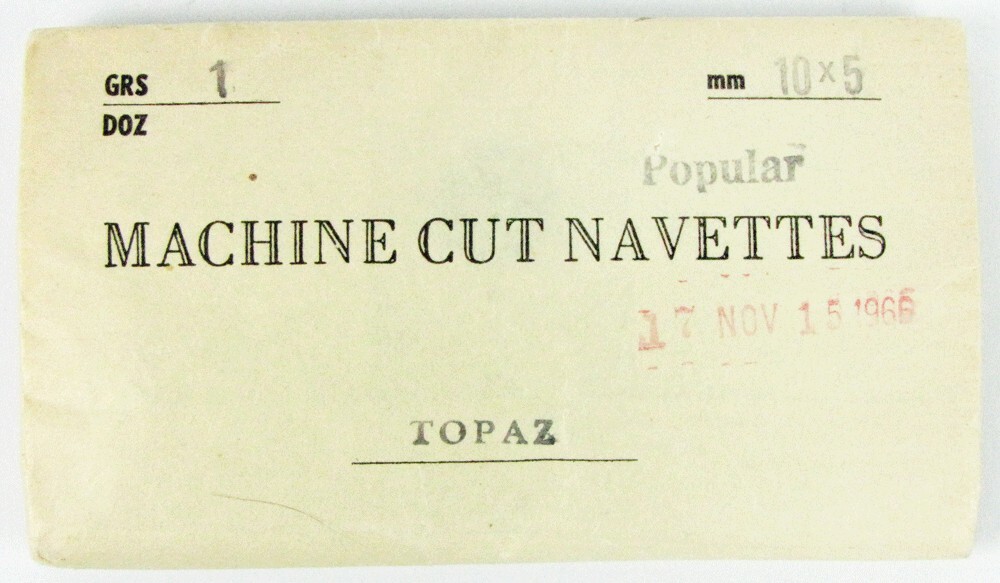 GRS 1 mm 10x5
DOZ
Popular
MACHINE CUT NAVETTES
17 NOV 15 1966
TOPAZ